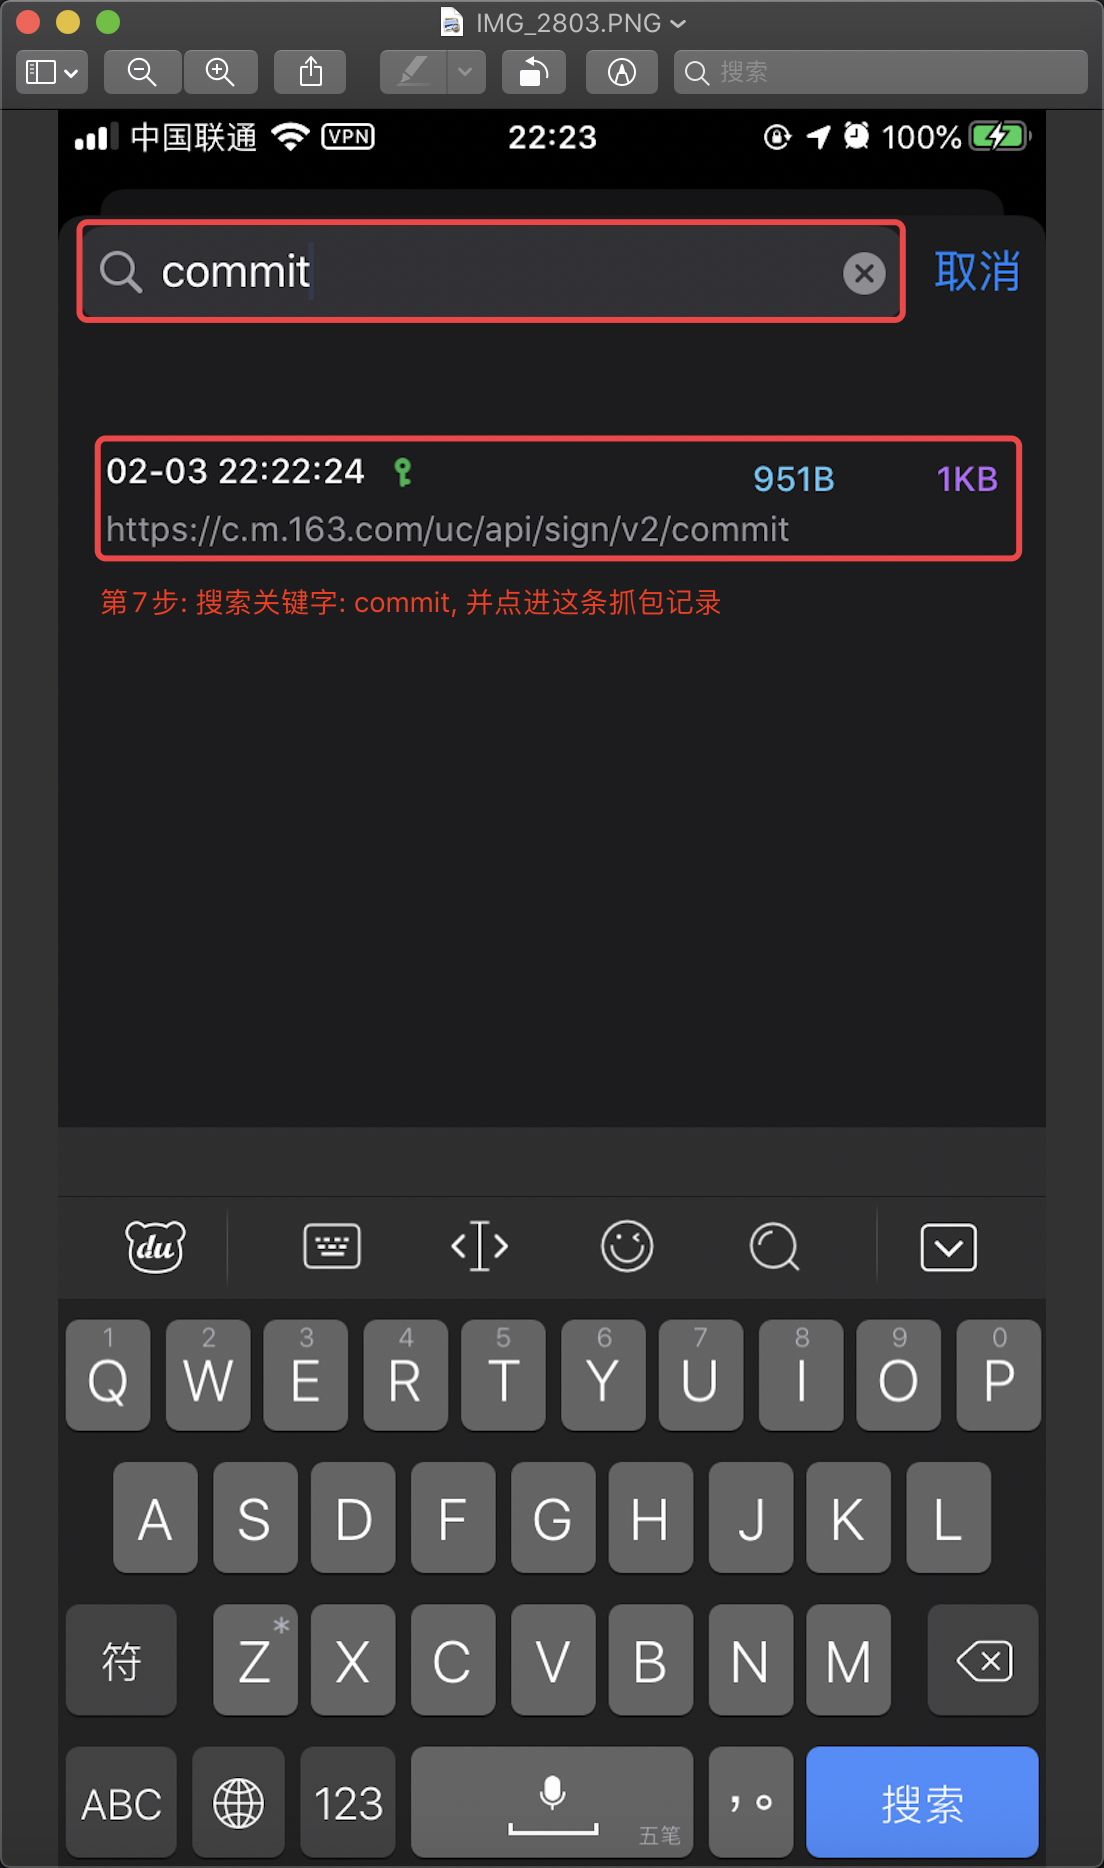 IMG_2803.PNG
搜索
中国联通 VPN 22:23 100%
commit 取消
02-03 22:22:24 951B 1KB
https://c.m.163.com/uc/api/sign/v2/commit
第7步: 搜索关键字: commit, 并点进这条抓包记录
du
1 2 3 4 5 6 7 8 9 0
Q W E R T Y U I O P
A S D F G H J K L
符 Z * X C V B N M
ABC 123 五笔 ，。 搜索